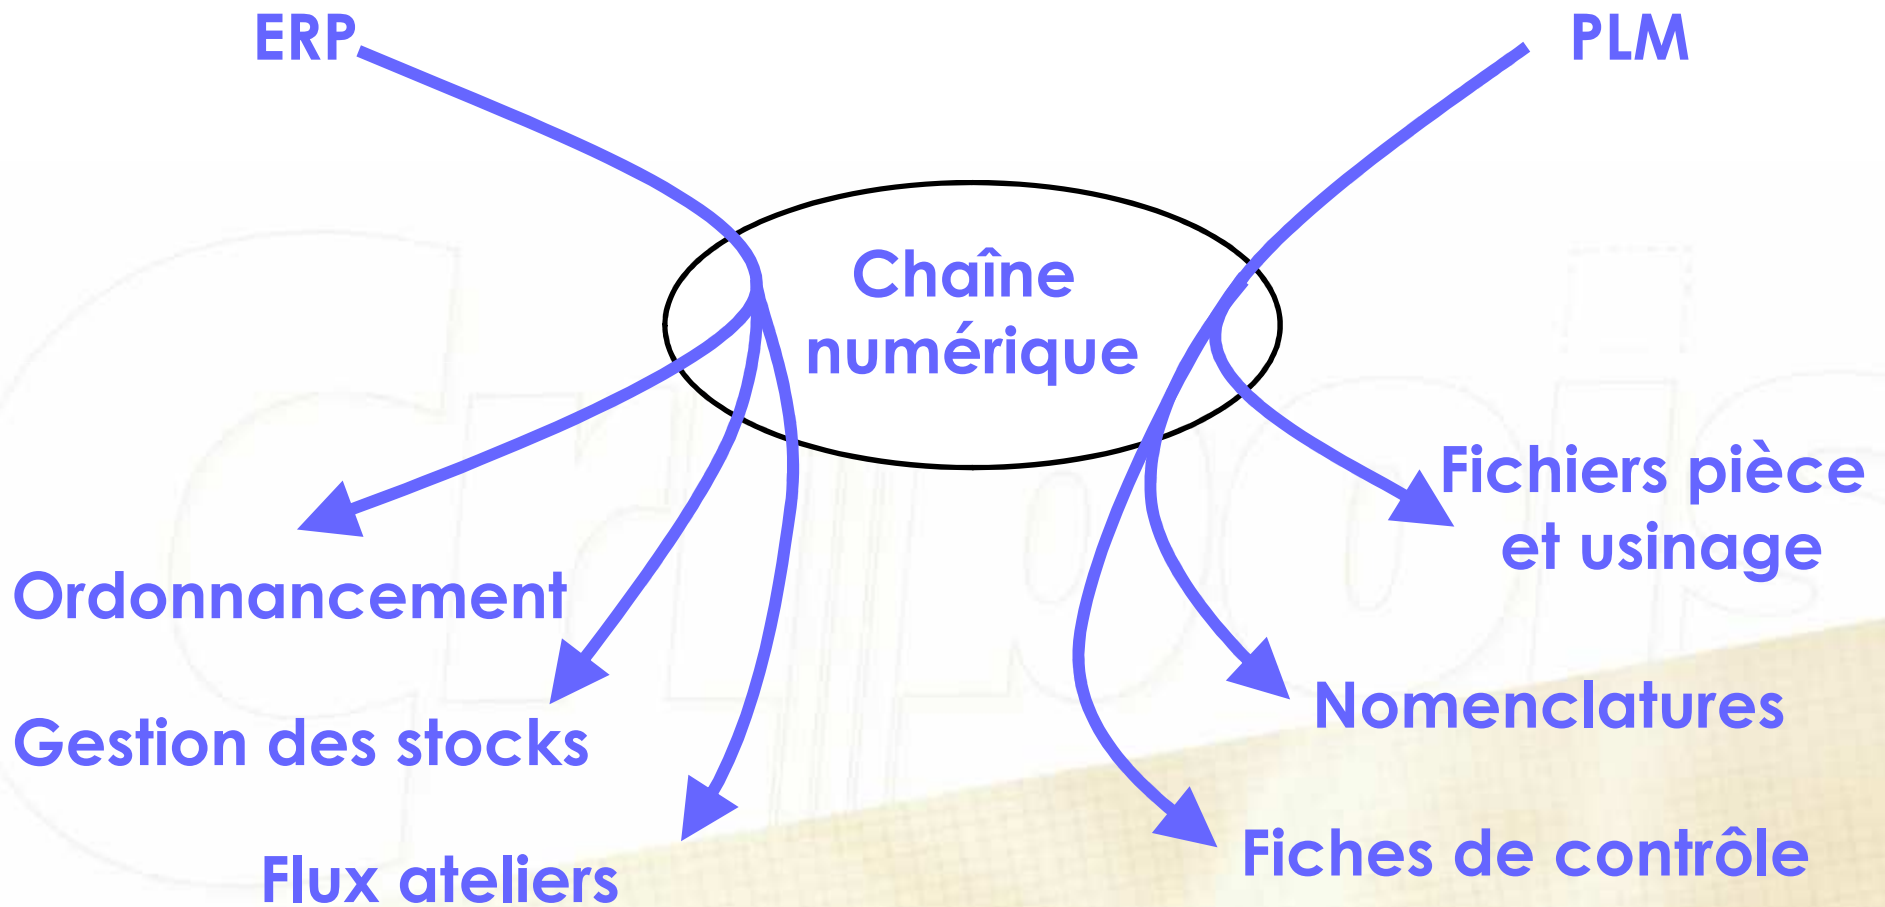 ERP
PLM
Chaîne
numérique
Fichiers pièce
et usinage
Ordonnancement
Nomenclatures
Gestion des stocks
Fiches de contrôle
Flux ateliers